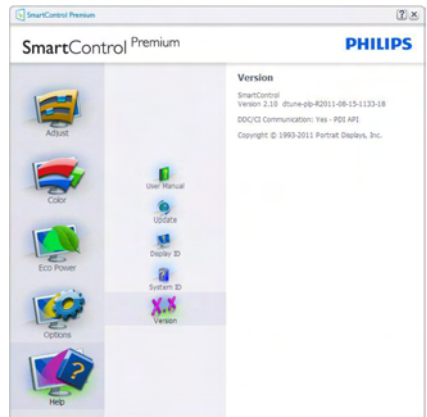 SmartControl Premium
SmartControl Premium
PHILIPS
Adjust
Color
Eco Power
Options
Help
User Manual
Update
Display ID
System ID
X.X
Version
Version
SmartControl
Version 2.10 dtune-plp-R2011-08-15-1133-18
DDC/CI Communication: Yes - PDI API
Copyright © 1993-2011 Portrait Displays, Inc.